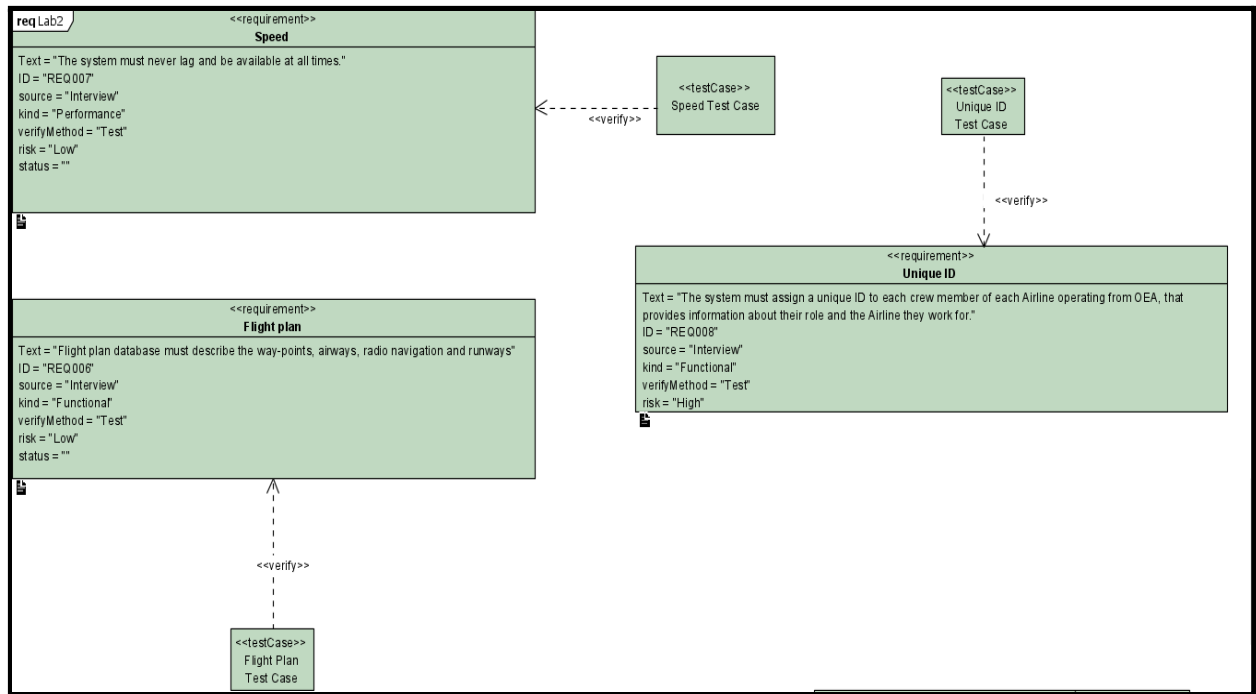 req Lab2
<<requirement>>
Speed
Text = "The system must never lag and be available at all times."
ID = "REQ007"
source = "Interview"
kind = "Performance"
verifyMethod = "Test"
risk = "Low"
status = ""
<<verify>>
<<testCase>>
Speed Test Case
<<testCase>>
Unique ID
Test Case
<<verify>>
<<requirement>>
Unique ID
Text = "The system must assign a unique ID to each crew member of each Airline operating from OEA, that
provides information about their role and the Airline they work for."
ID = "REQ008"
source = "Interview"
kind = "Functional"
verifyMethod = "Test"
risk = "High"
<<requirement>>
Flight plan
Text = "Flight plan database must describe the way-points, airways, radio navigation and runways"
ID = "REQ006"
source = "Interview"
kind = "Functional"
verifyMethod = "Test"
risk = "Low"
status = ""
<<verify>>
<<testCase>>
Flight Plan
Test Case